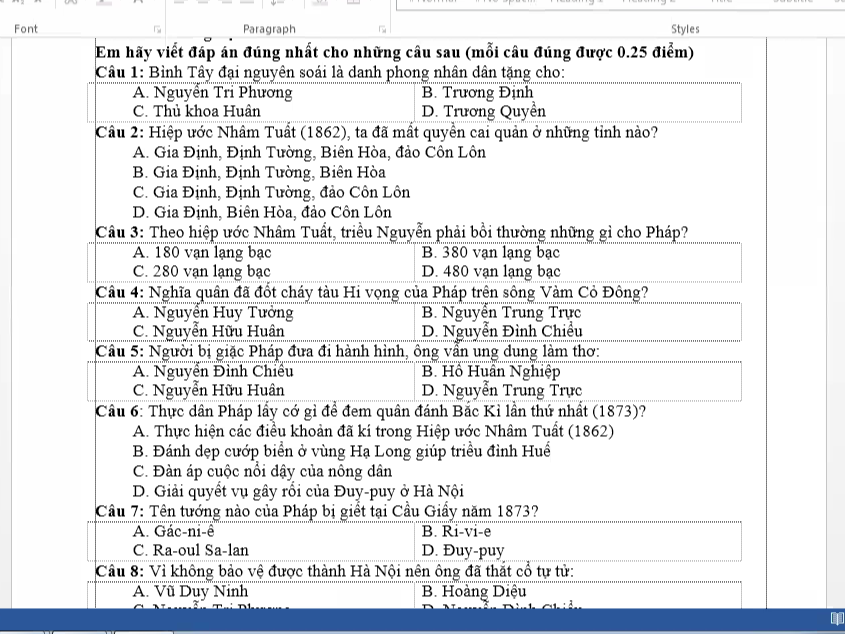 Font
Paragraph
Styles
Em hãy viết đáp án đúng nhất cho những câu sau (mỗi câu đúng được 0.25 điểm)
Câu 1: Bình Tây đại nguyên soái là danh phong nhân dân tặng cho:
A. Nguyễn Tri Phương B. Trương Định
C. Thủ khoa Huân D. Trương Quyền
Câu 2: Hiệp ước Nhâm Tuất (1862), ta đã mất quyền cai quản ở những tỉnh nào?
A. Gia Định, Định Tường, Biên Hòa, đảo Côn Lôn
B. Gia Định, Định Tường, Biên Hòa
C. Gia Định, Định Tường, đảo Côn Lôn
D. Gia Định, Biên Hòa, đảo Côn Lôn
Câu 3: Theo hiệp ước Nhâm Tuất, triều Nguyễn phải bồi thường những gì cho Pháp?
A. 180 vạn lạng bạc B. 380 vạn lạng bạc
C. 280 vạn lạng bạc D. 480 vạn lạng bạc
Câu 4: Nghĩa quân đã đốt cháy tàu Hi vọng của Pháp trên sông Vàm Cỏ Đông?
A. Nguyễn Huy Tưởng B. Nguyễn Trung Trực
C. Nguyễn Hữu Huân D. Nguyễn Đình Chiểu
Câu 5: Người bị giặc Pháp đưa đi hành hình, ông vẫn ung dung làm thơ:
A. Nguyễn Đình Chiểu B. Hồ Huân Nghiệp
C. Nguyễn Hữu Huân D. Nguyễn Trung Trực
Câu 6: Thực dân Pháp lấy cớ gì để đem quân đánh Bắc Kì lần thứ nhất (1873)?
A. Thực hiện các điều khoản đã kí trong Hiệp ước Nhâm Tuất (1862)
B. Đánh dẹp cướp biển ở vùng Hạ Long giúp triều đình Huế
C. Đàn áp cuộc nổi dậy của nông dân
D. Giải quyết vụ gây rối của Đuy-puy ở Hà Nội
Câu 7: Tên tướng nào của Pháp bị giết tại Cầu Giấy năm 1873?
A. Gác-ni-ê B. Ri-vi-e
C. Ra-oul Sa-lan D. Đuy-puy
Câu 8: Vì không bảo vệ được thành Hà Nội nên ông đã thắt cổ tự tử:
A. Vũ Duy Ninh B. Hoàng Diệu